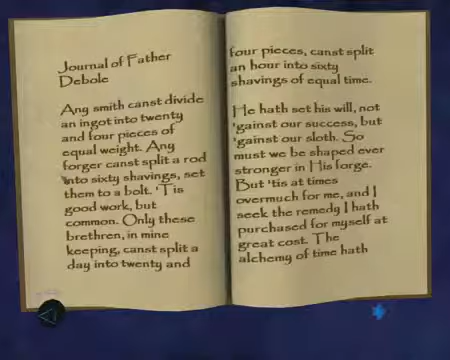 Journal of Father
Debole
Any smith canst divide
an ingot into twenty
and four pieces of
equal weight. Any
forger canst split a rod
into sixty shavings, set
them to a bolt. 'Tis
good work, but
common. Only these
brethren, in mine
keeping, canst split a
day into twenty and
four pieces, canst split
an hour into sixty
shavings of equal time.
He hath set his will, not
'gainst our success, but
'gainst our sloth. So
must we be shaped ever
stronger in His forge.
But 'tis at times
overmuch for me, and I
seek the remedy I hath
purchased for myself at
great cost. The
alchemy of time hath